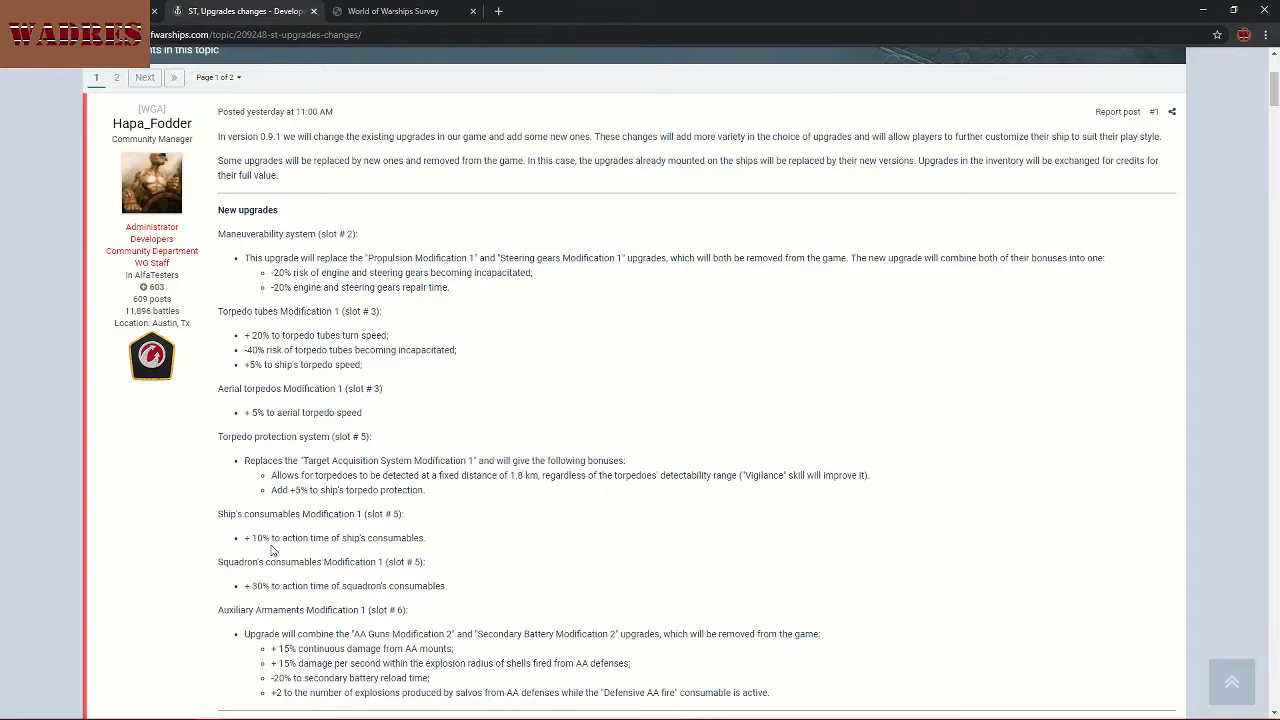 WADRES
ST, Upgrades changes - Develop
World of Warships Survey
fwarships.com/topic/209248-st-upgrades-changes/
nts in this topic
1 2 Next » Page 1 of 2
[WGA]
Hapa_Fodder
Community Manager
Administrator
Developers
Community Department
WG Staff
In AlfaTesters
603
609 posts
11,896 battles
Location: Austin, Tx
Posted yesterday at 11:00 AM
Report post #1
In version 0.9.1 we will change the existing upgrades in our game and add some new ones. These changes will add more variety in the choice of upgrades and will allow players to further customize their ship to suit their play style.
Some upgrades will be replaced by new ones and removed from the game. In this case, the upgrades already mounted on the ships will be replaced by their new versions. Upgrades in the inventory will be exchanged for credits for
their full value.
New upgrades
Maneuverability system (slot # 2):
This upgrade will replace the "Propulsion Modification 1" and "Steering gears Modification 1" upgrades, which will both be removed from the game. The new upgrade will combine both of their bonuses into one:
-20% risk of engine and steering gears becoming incapacitated;
-20% engine and steering gears repair time.
Torpedo tubes Modification 1 (slot # 3):
+ 20% to torpedo tubes turn speed;
-40% risk of torpedo tubes becoming incapacitated;
+5% to ship's torpedo speed;
Aerial torpedos Modification 1 (slot # 3)
+ 5% to aerial torpedo speed
Torpedo protection system (slot # 5):
Replaces the "Target Acquisition System Modification 1" and will give the following bonuses:
Allows for torpedoes to be detected at a fixed distance of 1.8 km, regardless of the torpedoes' detectability range ("Vigilance" skill will improve it).
Add +5% to ship's torpedo protection.
Ship's consumables Modification 1 (slot # 5):
+ 10% to action time of ship's consumables.
Squadron's consumables Modification 1 (slot # 5):
+ 30% to action time of squadron's consumables.
Auxiliary Armaments Modification 1 (slot # 6):
Upgrade will combine the "AA Guns Modification 2" and "Secondary Battery Modification 2" upgrades, which will be removed from the game:
+ 15% continuous damage from AA mounts;
+ 15% damage per second within the explosion radius of shells fired from AA defenses;
-20% to secondary battery reload time;
+2 to the number of explosions produced by salvos from AA defenses while the "Defensive AA fire" consumable is active.